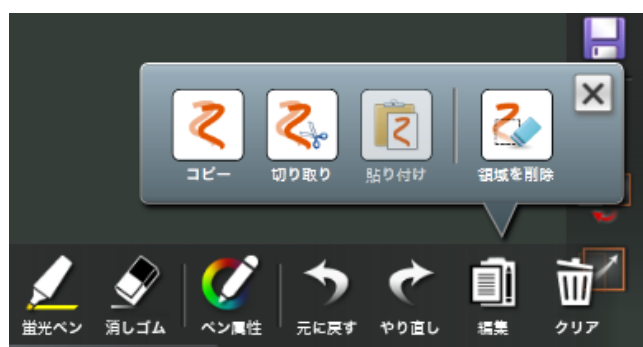 コピー
切り取り
貼り付け
領域を削除
蛍光ペン
消しゴム
ペン属性
元に戻す
やり直し
編集
クリア